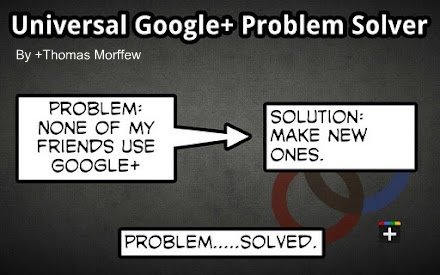 Universal Google+ Problem Solver
By +Thomas Morffew
PROBLEM:
NONE OF MY
FRIENDS USE
GOOGLE+
SOLUTION:
MAKE NEW
ONES.
+
PROBLEM.....SOLVED.